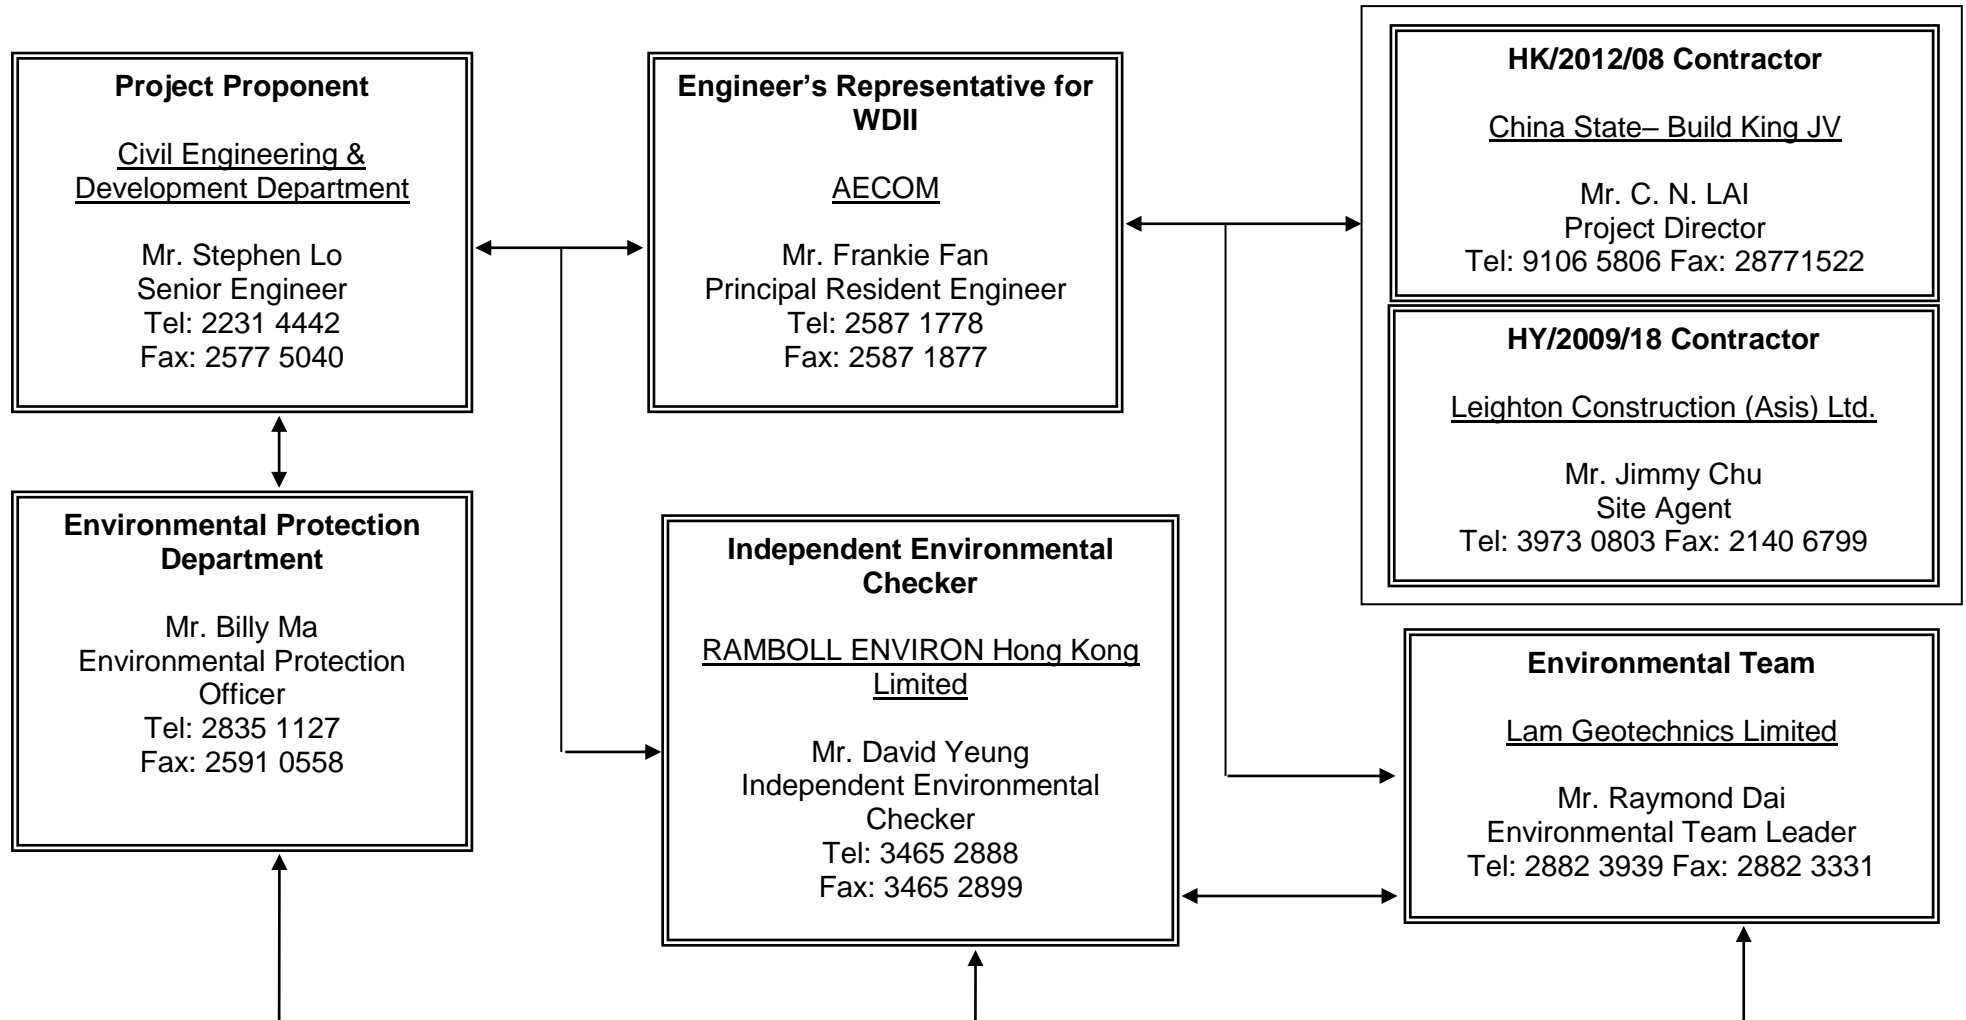 Project Proponent
Civil Engineering &
Development Department
Mr. Stephen Lo
Senior Engineer
Tel: 2231 4442
Fax: 2577 5040
Engineer’s Representative for
WDII
AECOM
Mr. Frankie Fan
Principal Resident Engineer
Tel: 2587 1778
Fax: 2587 1877
HK/2012/08 Contractor
China State– Build King JV
Mr. C. N. LAI
Project Director
Tel: 9106 5806 Fax: 28771522
HY/2009/18 Contractor
Leighton Construction (Asis) Ltd.
Mr. Jimmy Chu
Site Agent
Tel: 3973 0803 Fax: 2140 6799
Environmental Protection
Department
Mr. Billy Ma
Environmental Protection
Officer
Tel: 2835 1127
Fax: 2591 0558
Independent Environmental
Checker
RAMBOLL ENVIRON Hong Kong
Limited
Mr. David Yeung
Independent Environmental
Checker
Tel: 3465 2888
Fax: 3465 2899
Environmental Team
Lam Geotechnics Limited
Mr. Raymond Dai
Environmental Team Leader
Tel: 2882 3939 Fax: 2882 3331